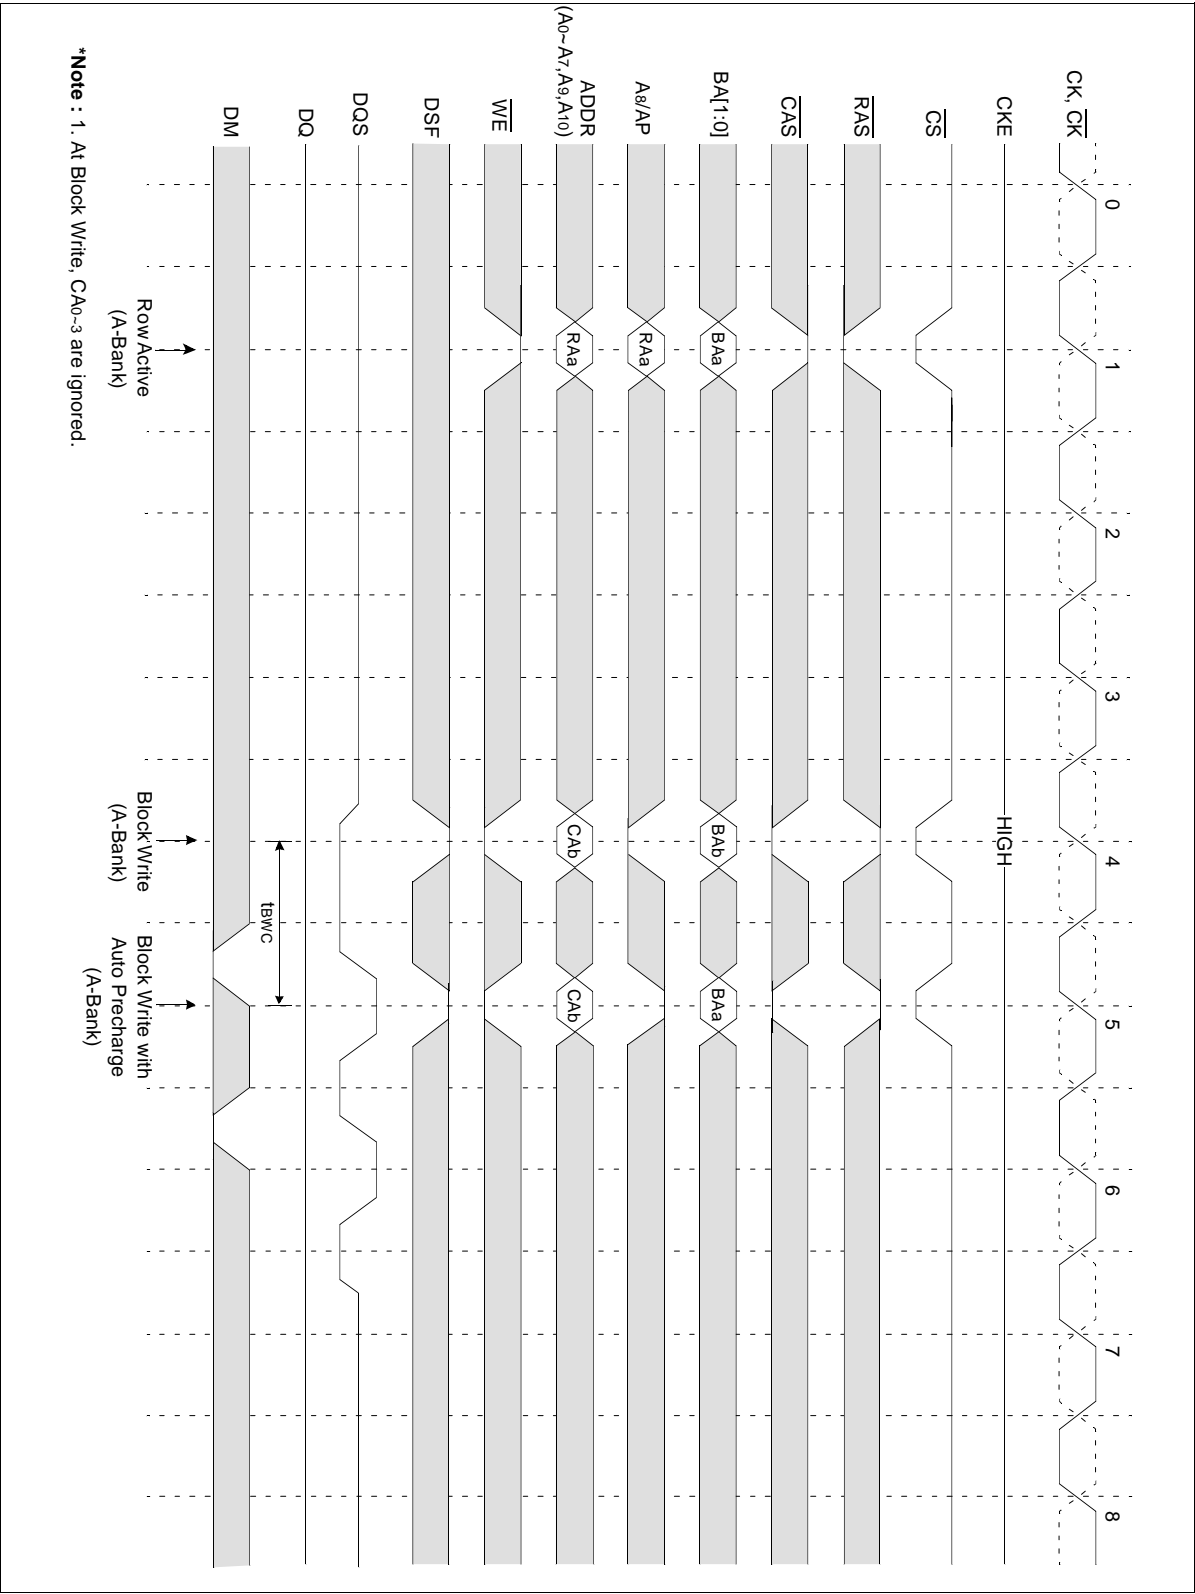 0 1 2 3 4 5 6 7 8
CK, CK
CKE
HIGH
CS
RAS
CAS
BA[1:0]
BAa BAb BAa
A8/AP
RAa
ADDR
(A0~A7,A9,A10)
RAa CAb CAb
WE
DSF
DQS
DQ
tBWC
DM
Row Active
(A-Bank)
Block Write
(A-Bank)
Block Write with
Auto Precharge
(A-Bank)
*Note : 1. At Block Write, CA0~3 are ignored.